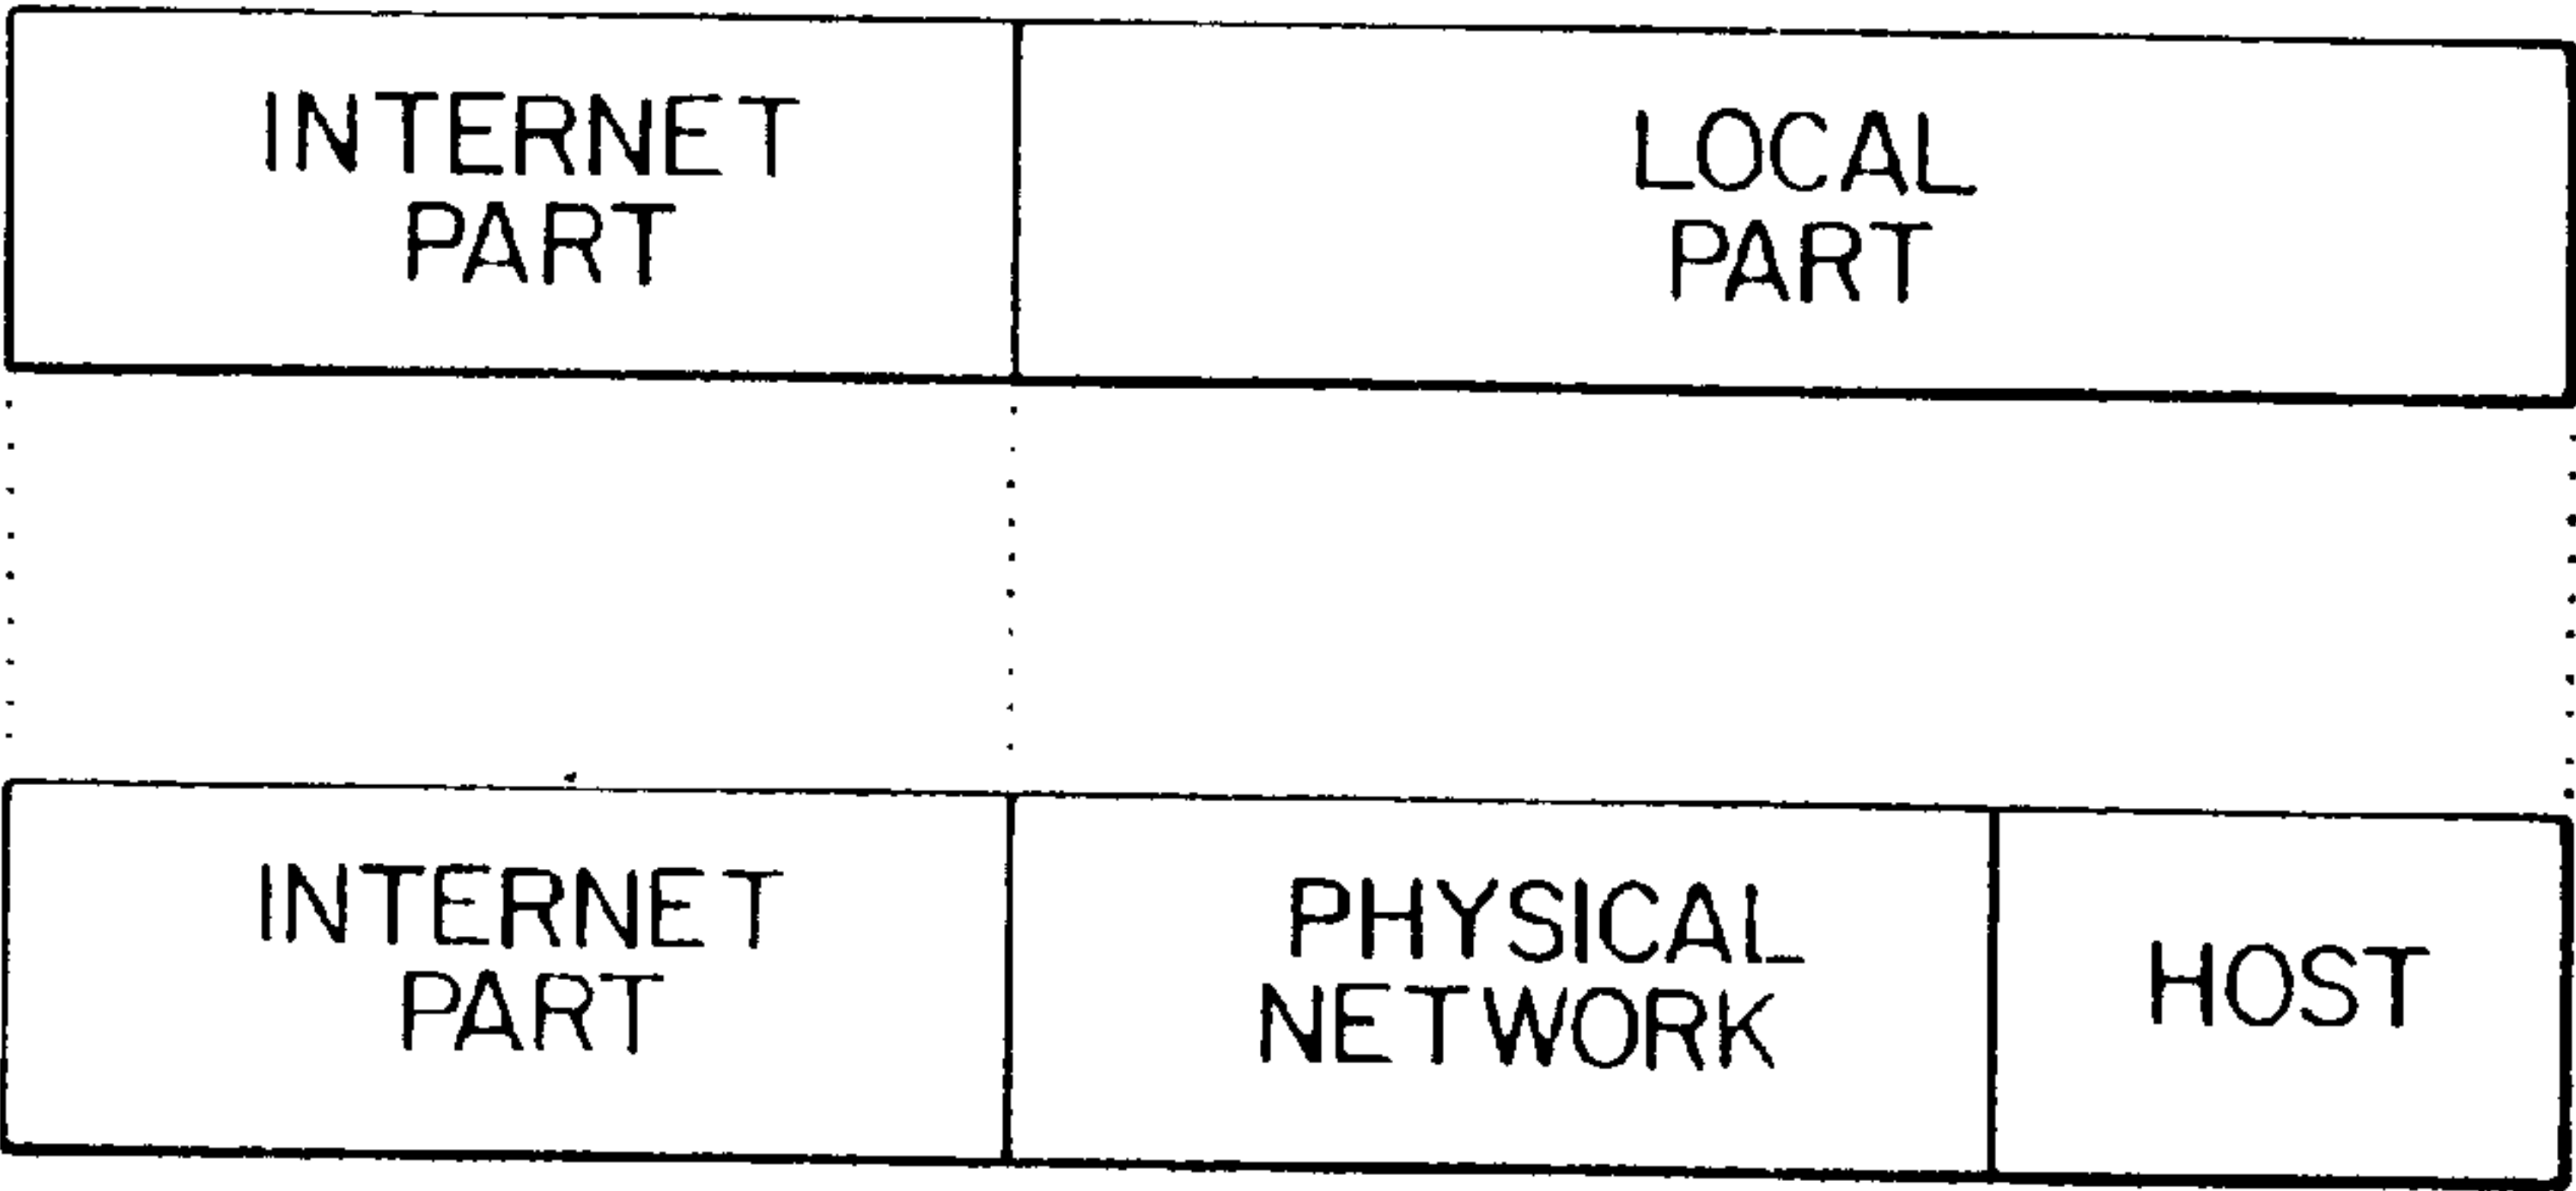 INTERNET
PART
LOCAL
PART
INTERNET
PART
PHYSICAL
NETWORK
HOST